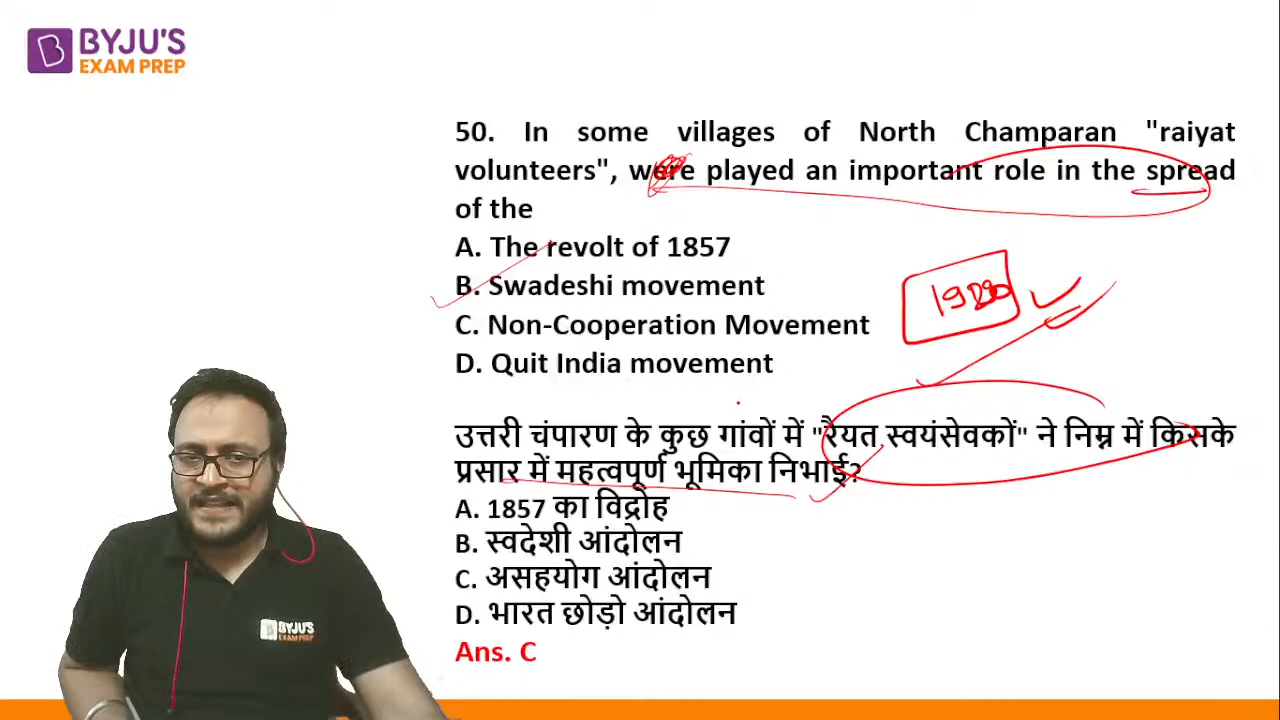 BYJU'S
EXAM PREP
50. In some villages of North Champaran "raiyat
volunteers", were played an important role in the spread
of the
A. The revolt of 1857
B. Swadeshi movement
C. Non-Cooperation Movement
D. Quit India movement
उत्तरी चंपारण के कुछ गांवों में "रैयत स्वयंसेवकों" ने निम्न में किसके
प्रसार में महत्वपूर्ण भूमिका निभाई?
A. 1857 का विद्रोह
B. स्वदेशी आंदोलन
C. असहयोग आंदोलन
D. भारत छोड़ो आंदोलन
Ans. C
BYJU'S
EXAM PREP